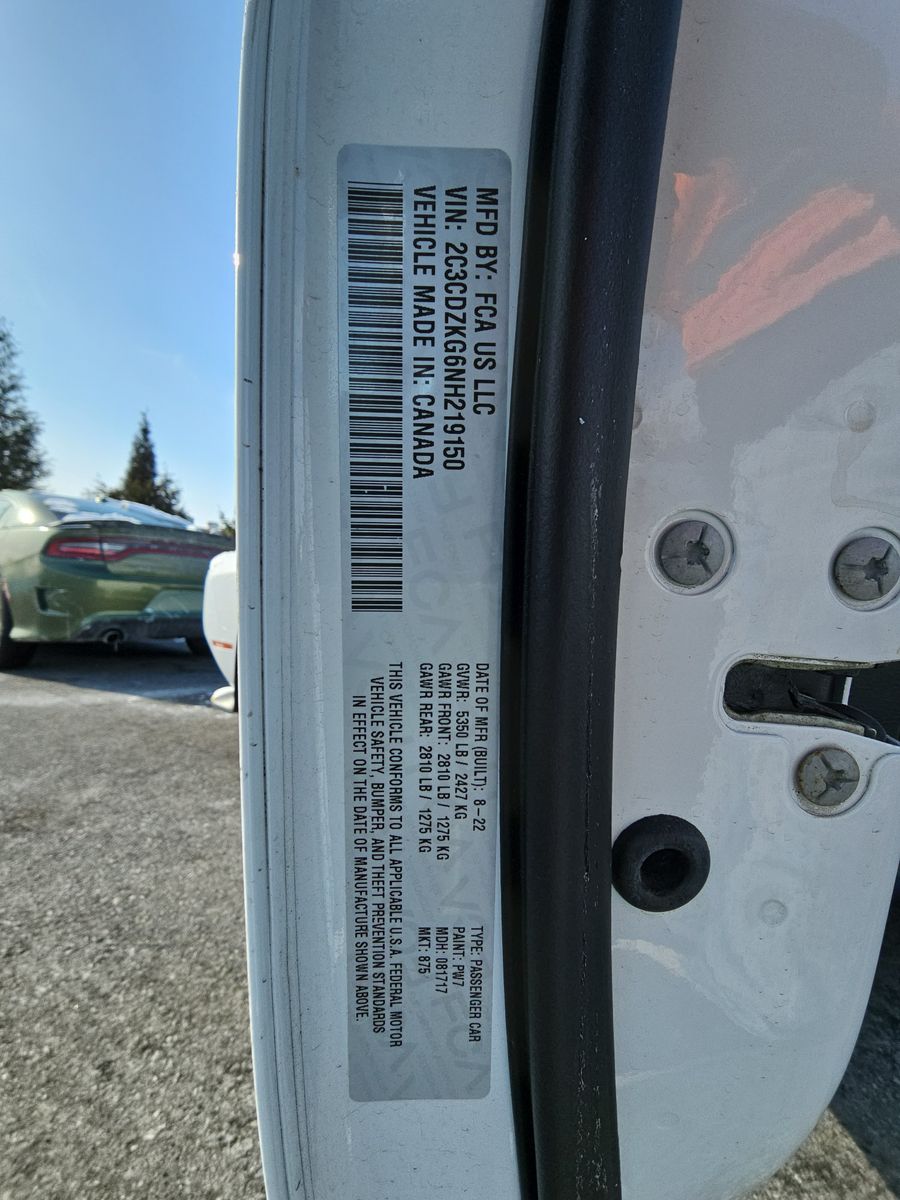 MFD BY: FCA US LLC
VIN: 2C3CDZKG6NH219150
VEHICLE MADE IN: CANADA
DATE OF MFR (BUILT): 8-22
GVWR: 5350 LB / 2427 KG
GAWR FRONT: 2810 LB / 1275 KG
GAWR REAR: 2810 LB / 1275 KG
TYPE: PASSENGER CAR
PAINT: PW7
MDH: 081717
MKT: 875
THIS VEHICLE CONFORMS TO ALL APPLICABLE U.S.A. FEDERAL MOTOR
VEHICLE SAFETY, BUMPER, AND THEFT PREVENTION STANDARDS
IN EFFECT ON THE DATE OF MANUFACTURE SHOWN ABOVE.